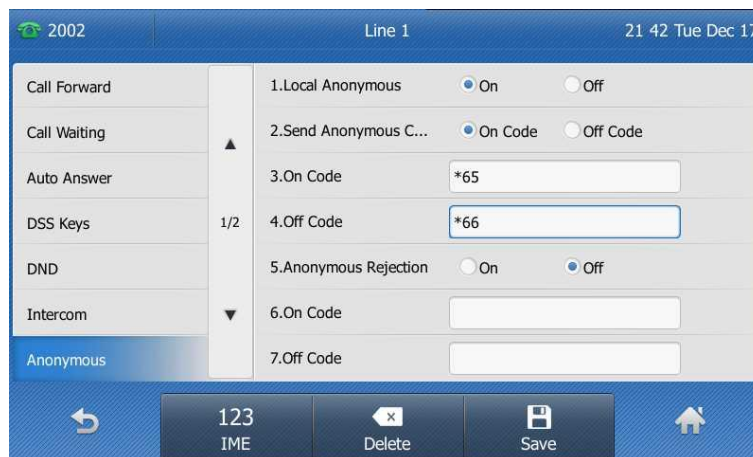 2002
Line 1
21 42 Tue Dec 17
Call Forward
Call Waiting
Auto Answer
DSS Keys
DND
Intercom
Anonymous
1/2
1.Local Anonymous On Off
2.Send Anonymous C... On Code Off Code
3.On Code *65
4.Off Code *66
5.Anonymous Rejection On Off
6.On Code
7.Off Code
123
IME
Delete
Save